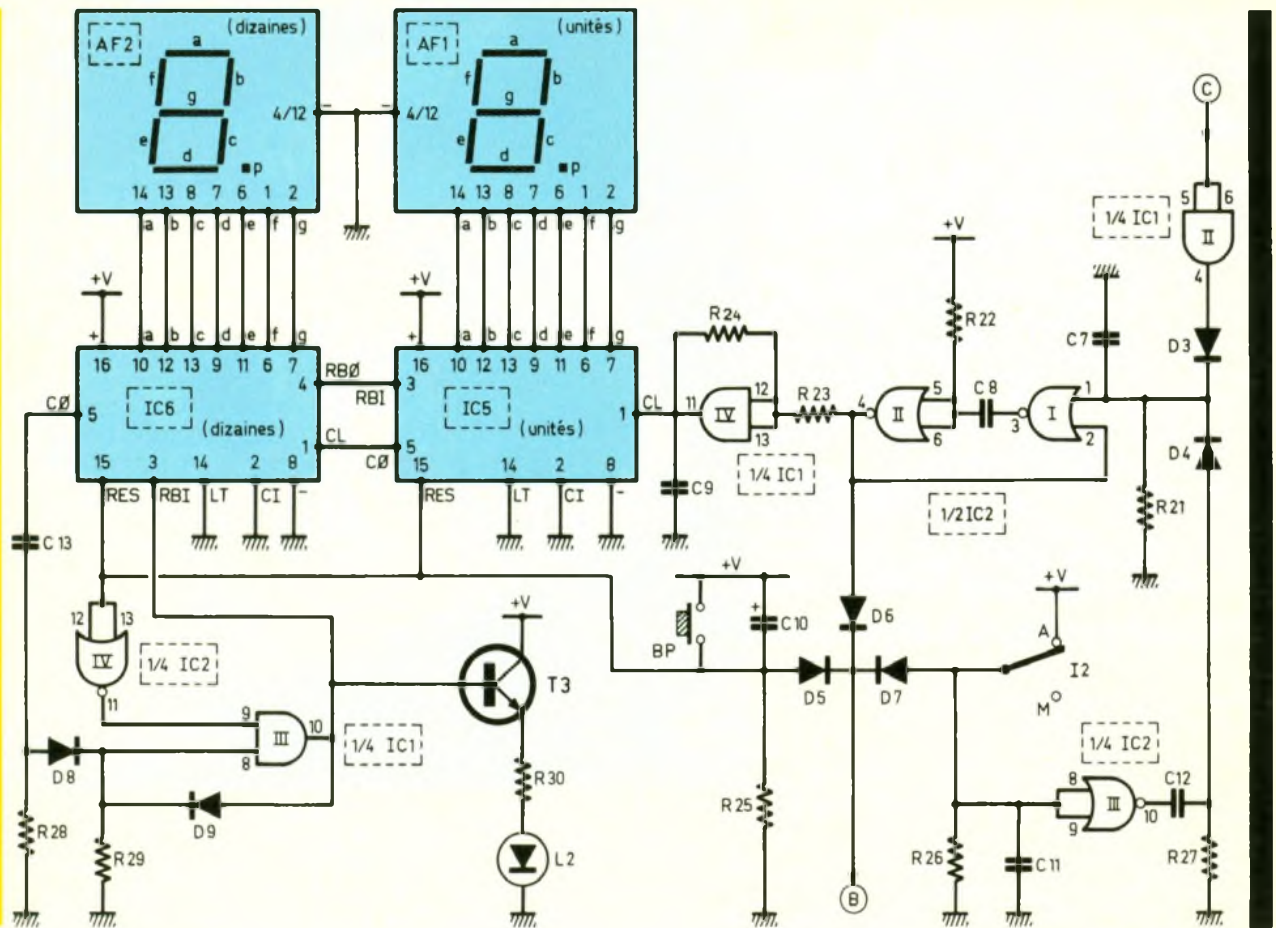 AF2
(dizaines)
a
f b
g
e c
d
p
4/12 -
14 13 8 7 6 1 2
a b c d e f g
AF1
(unités)
a
f b
g
e c
d
p
- 4/12
14 13 8 7 6 1 2
a b c d e f g
+V
+ a b c d e f g
16 10 12 13 9 11 6 7
IC6
(dizaines)
CØ
5
4 RBØ
1 CL
15 3 14 2 8
RES RBI LT CI -
+V
+ a b c d e f g
16 10 12 13 9 11 6 7
IC5
(unités)
RBI 3
CØ 5
1 CL
15 14 2 8
RES LT CI -
R24
11 IV 12 13
1/4 IC1
C9
R23
+V
R22
4 II 5 6
C8
3 I 1 2
1/2 IC2
C7
R21
C
5 6
II
4
1/4 IC1
D3
D4
C13
12 13
IV
11
1/4 IC2
9
8
III
10
1/4 IC1
D8
D9
R28
R29
+V
T3
R30
L2
+V
BP
+
C10
R25
D5
D6
D7
B
+V
A
I2
M
1/4 IC2
8
9
III
10
C12
R26
C11
R27